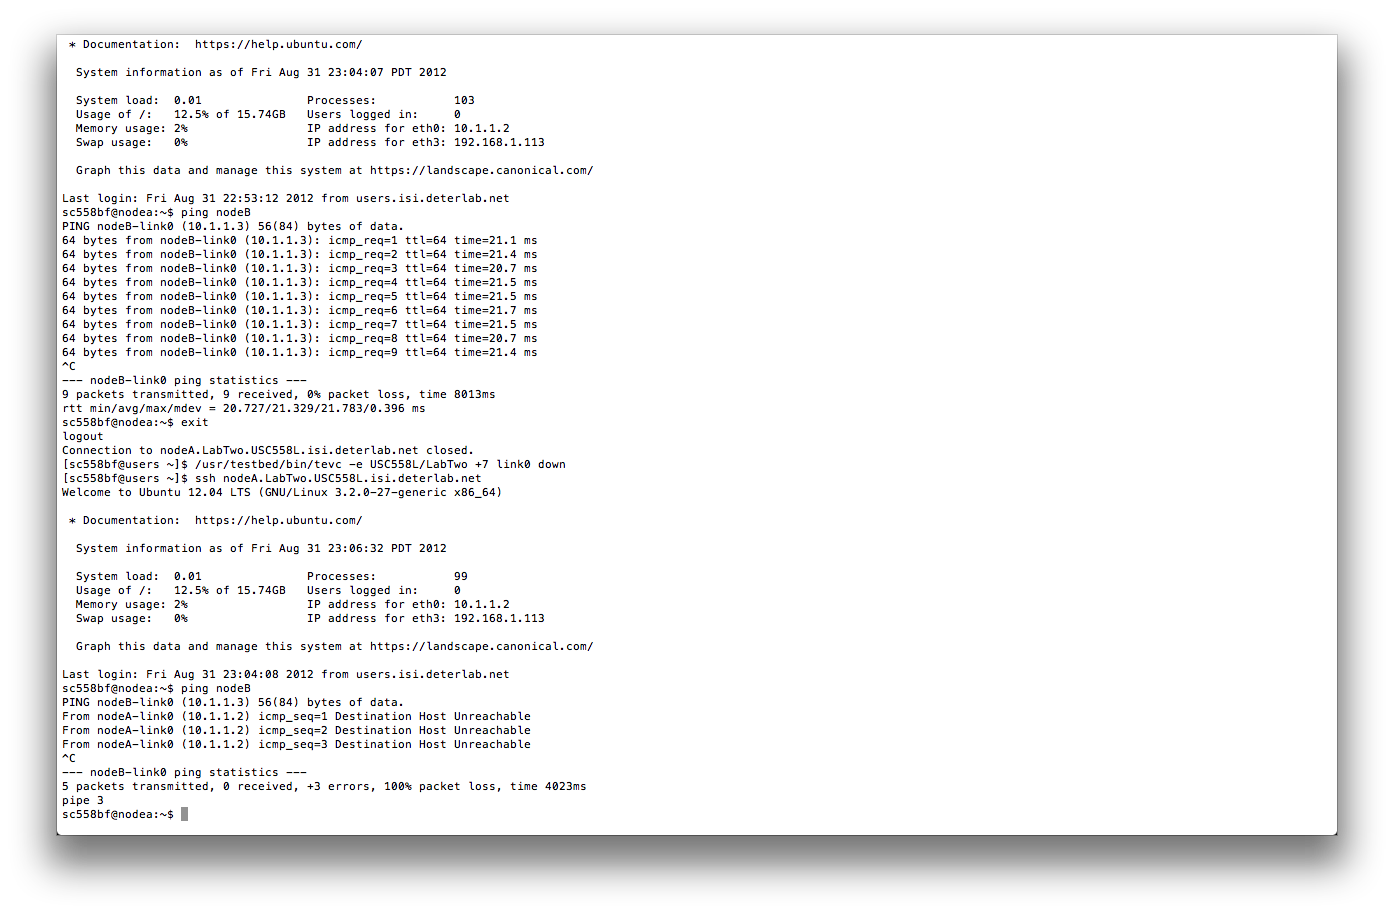 * Documentation:  https://help.ubuntu.com/
System information as of Fri Aug 31 23:04:07 PDT 2012
System load:  0.01               Processes:           103
Usage of /:   12.5% of 15.74GB   Users logged in:     0
Memory usage: 2%                 IP address for eth0: 10.1.1.2
Swap usage:   0%                 IP address for eth3: 192.168.1.113
Graph this data and manage this system at https://landscape.canonical.com/
Last login: Fri Aug 31 22:53:12 2012 from users.isi.deterlab.net
sc558bf@nodea:~$ ping nodeB
PING nodeB-link0 (10.1.1.3) 56(84) bytes of data.
64 bytes from nodeB-link0 (10.1.1.3): icmp_req=1 ttl=64 time=21.1 ms
64 bytes from nodeB-link0 (10.1.1.3): icmp_req=2 ttl=64 time=21.4 ms
64 bytes from nodeB-link0 (10.1.1.3): icmp_req=3 ttl=64 time=20.7 ms
64 bytes from nodeB-link0 (10.1.1.3): icmp_req=4 ttl=64 time=21.5 ms
64 bytes from nodeB-link0 (10.1.1.3): icmp_req=5 ttl=64 time=21.5 ms
64 bytes from nodeB-link0 (10.1.1.3): icmp_req=6 ttl=64 time=21.7 ms
64 bytes from nodeB-link0 (10.1.1.3): icmp_req=7 ttl=64 time=21.5 ms
64 bytes from nodeB-link0 (10.1.1.3): icmp_req=8 ttl=64 time=20.7 ms
64 bytes from nodeB-link0 (10.1.1.3): icmp_req=9 ttl=64 time=21.4 ms
^C
--- nodeB-link0 ping statistics ---
9 packets transmitted, 9 received, 0% packet loss, time 8013ms
rtt min/avg/max/mdev = 20.727/21.329/21.783/0.396 ms
sc558bf@nodea:~$ exit
logout
Connection to nodeA.LabTwo.USC558L.isi.deterlab.net closed.
[sc558bf@users ~]$ /usr/testbed/bin/tevc -e USC558L/LabTwo +7 link0 down
[sc558bf@users ~]$ ssh nodeA.LabTwo.USC558L.isi.deterlab.net
Welcome to Ubuntu 12.04 LTS (GNU/Linux 3.2.0-27-generic x86_64)
* Documentation:  https://help.ubuntu.com/
System information as of Fri Aug 31 23:06:32 PDT 2012
System load:  0.01               Processes:           99
Usage of /:   12.5% of 15.74GB   Users logged in:     0
Memory usage: 2%                 IP address for eth0: 10.1.1.2
Swap usage:   0%                 IP address for eth3: 192.168.1.113
Graph this data and manage this system at https://landscape.canonical.com/
Last login: Fri Aug 31 23:04:08 2012 from users.isi.deterlab.net
sc558bf@nodea:~$ ping nodeB
PING nodeB-link0 (10.1.1.3) 56(84) bytes of data.
From nodeA-link0 (10.1.1.2) icmp_seq=1 Destination Host Unreachable
From nodeA-link0 (10.1.1.2) icmp_seq=2 Destination Host Unreachable
From nodeA-link0 (10.1.1.2) icmp_seq=3 Destination Host Unreachable
^C
--- nodeB-link0 ping statistics ---
5 packets transmitted, 0 received, +3 errors, 100% packet loss, time 4023ms
pipe 3
sc558bf@nodea:~$